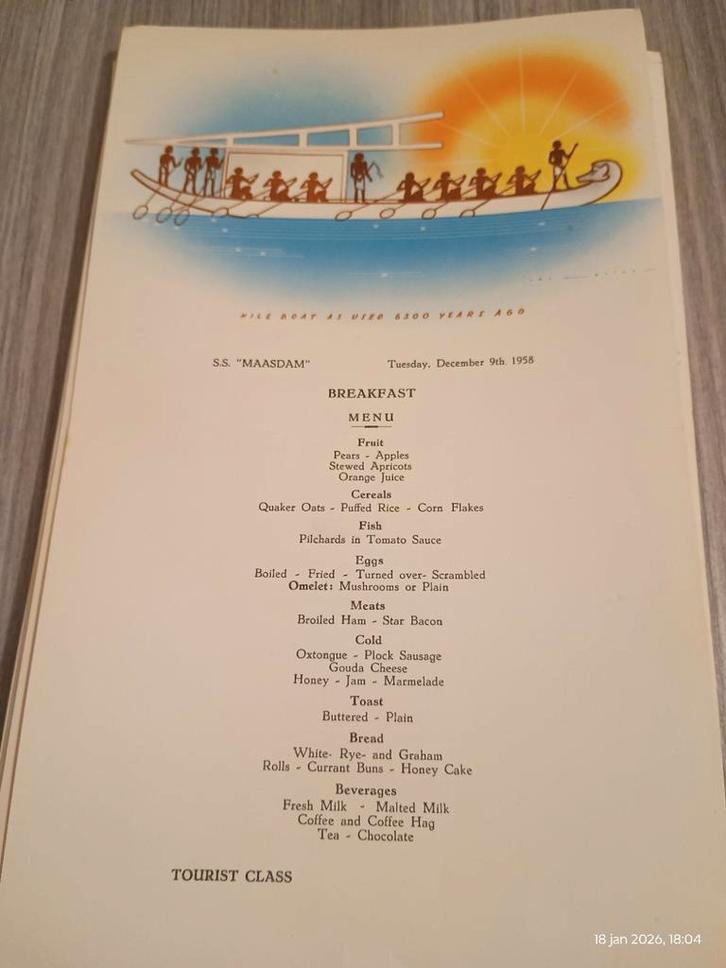 NILE BOAT AS USED 6300 YEARS AGO
S.S. "MAASDAM" Tuesday, December 9th. 1958
BREAKFAST
MENU
Fruit
Pears - Apples
Stewed Apricots
Orange Juice
Cereals
Quaker Oats - Puffed Rice - Corn Flakes
Fish
Pilchards in Tomato Sauce
Eggs
Boiled - Fried - Turned over- Scrambled
Omelet: Mushrooms or Plain
Meats
Broiled Ham - Star Bacon
Cold
Oxtongue - Plock Sausage
Gouda Cheese
Honey - Jam - Marmelade
Toast
Buttered - Plain
Bread
White- Rye- and Graham
Rolls - Currant Buns - Honey Cake
Beverages
Fresh Milk - Malted Milk
Coffee and Coffee Hag
Tea - Chocolate
TOURIST CLASS
18 jan 2026, 18:04